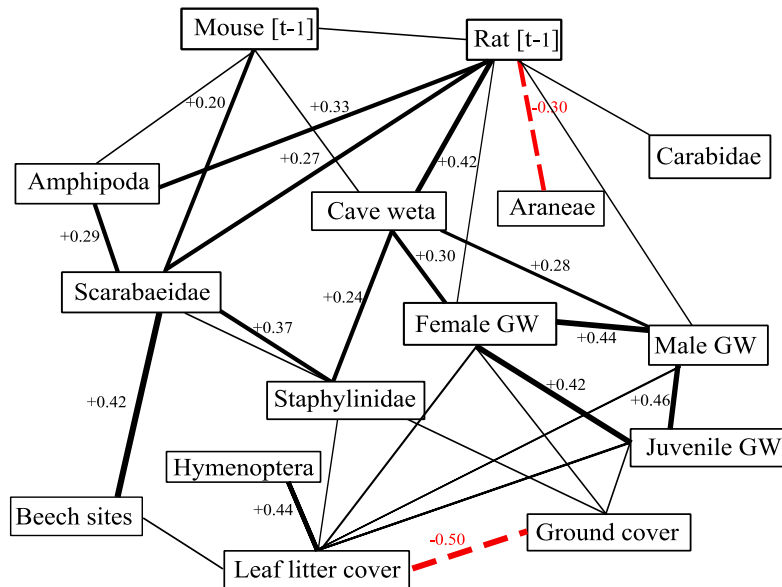 Mouse [t-1]
Rat [t-1]
+0.20
+0.33
-0.30
+0.27
+0.42
Carabidae
Amphipoda
Cave weta
Araneae
+0.29
+0.30
+0.28
Scarabaeidae
+0.24
+0.37
Female GW
+0.44
Male GW
+0.42
+0.42
+0.46
Staphylinidae
Juvenile GW
Hymenoptera
+0.44
Beech sites
-0.50
Ground cover
Leaf litter cover